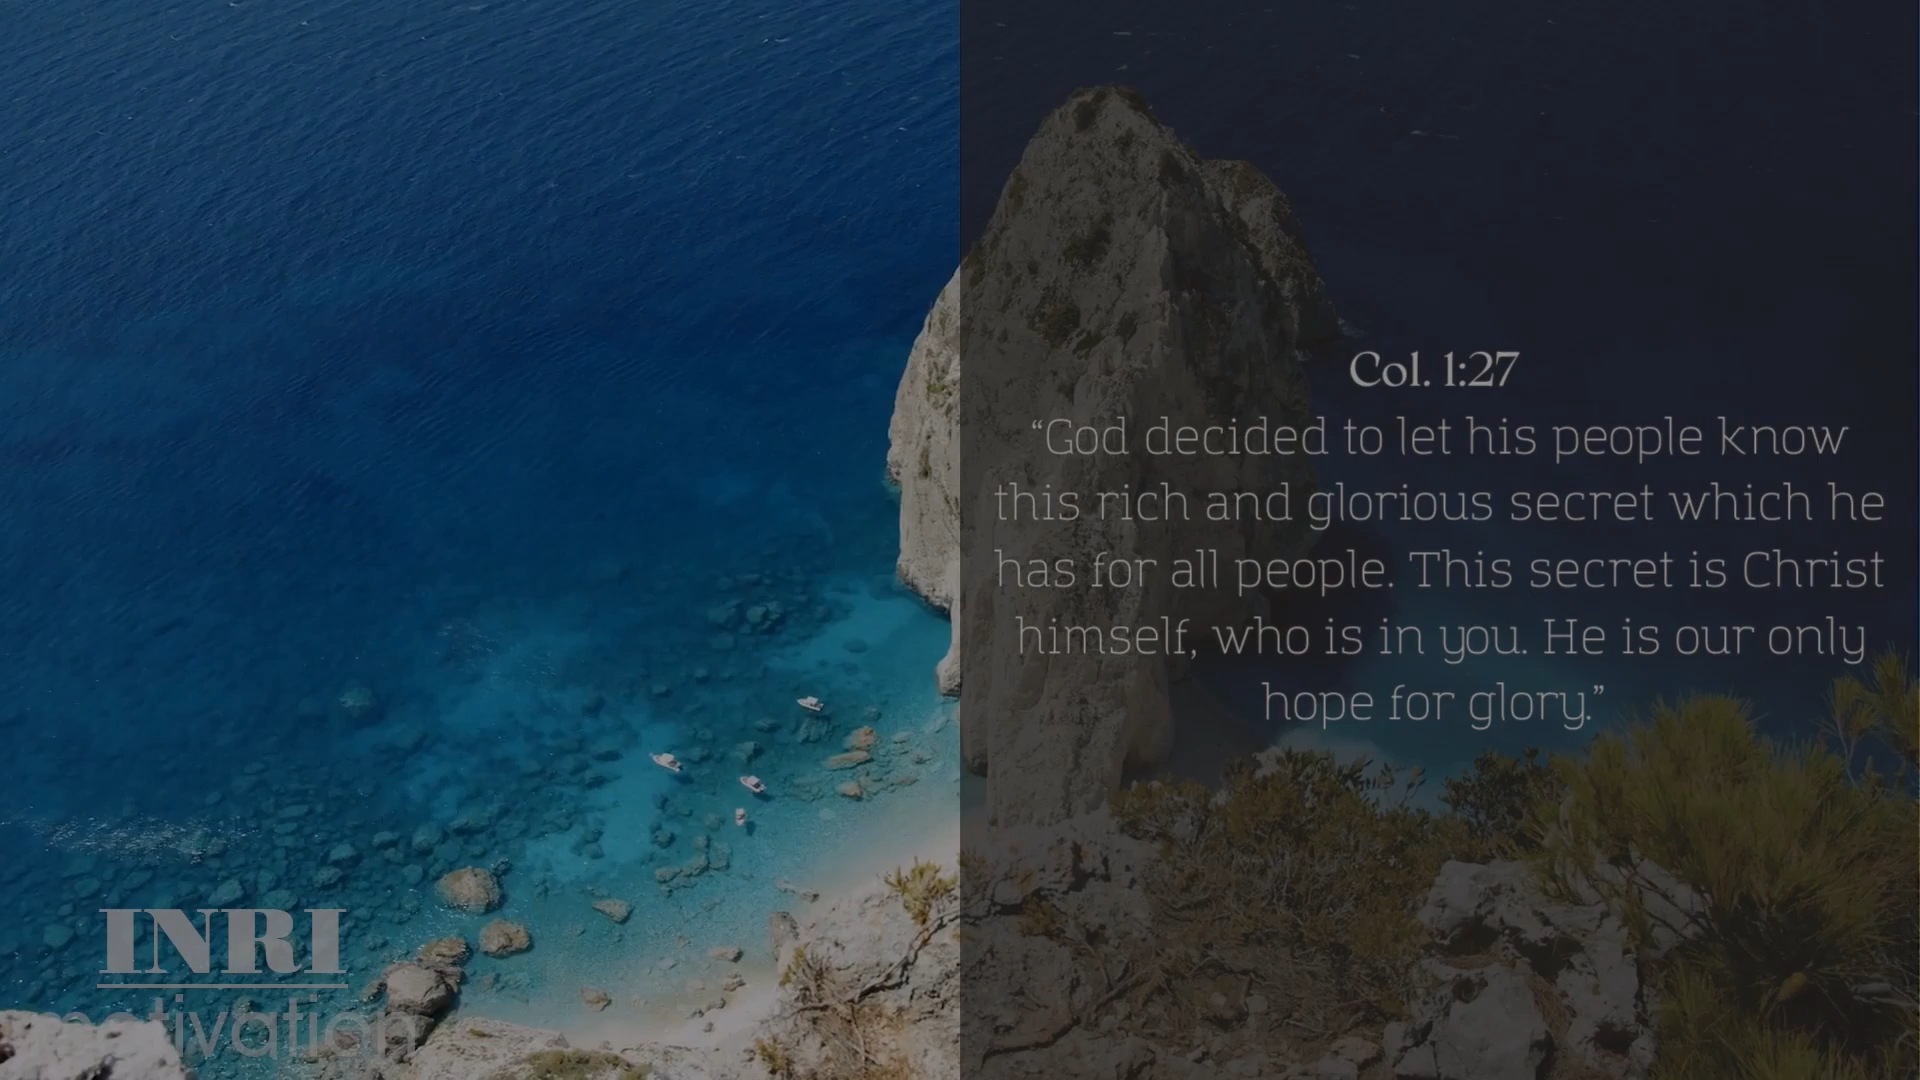 Col. 1:27
“God decided to let his people know
this rich and glorious secret which he
has for all people. This secret is Christ
himself, who is in you. He is our only
hope for glory.”
INRI
motivation